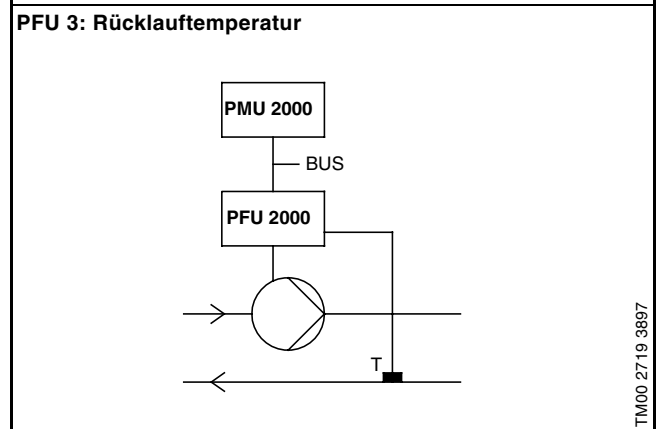 PFU 3: Rücklauftemperatur
PMU 2000
BUS
PFU 2000
T
TM00 2719 3897